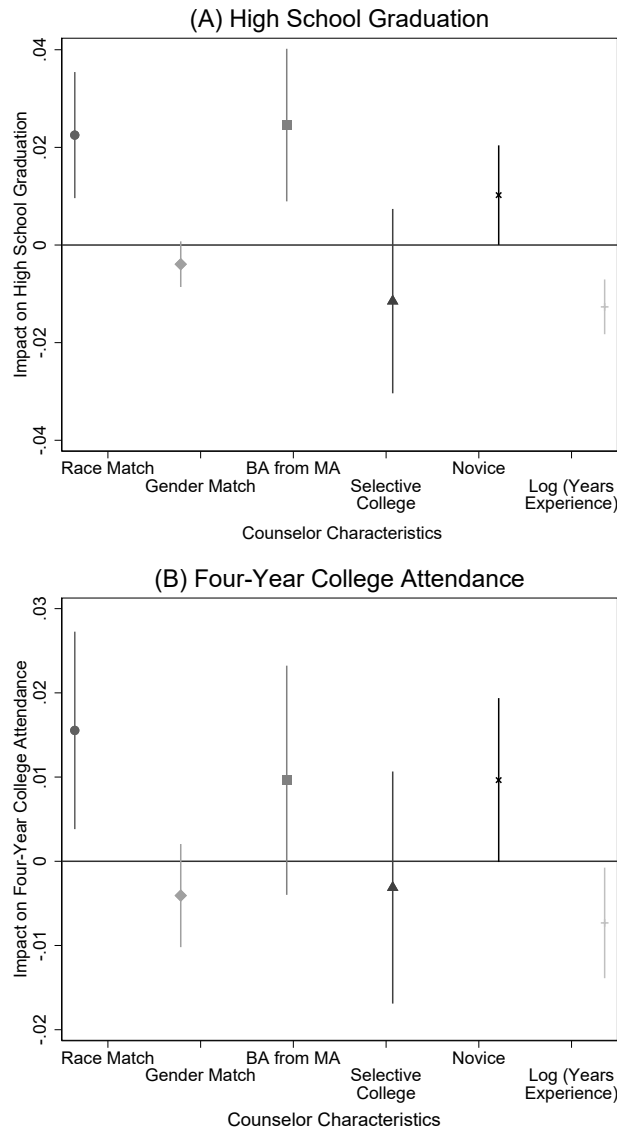 (A) High School Graduation
Impact on High School Graduation
.04
.02
0
-.02
-.04
Race Match
Gender Match
BA from MA
Selective
College
Novice
Log (Years
Experience)
Counselor Characteristics
(B) Four-Year College Attendance
Impact on Four-Year College Attendance
.03
.02
.01
0
-.01
-.02
Race Match
Gender Match
BA from MA
Selective
College
Novice
Log (Years
Experience)
Counselor Characteristics